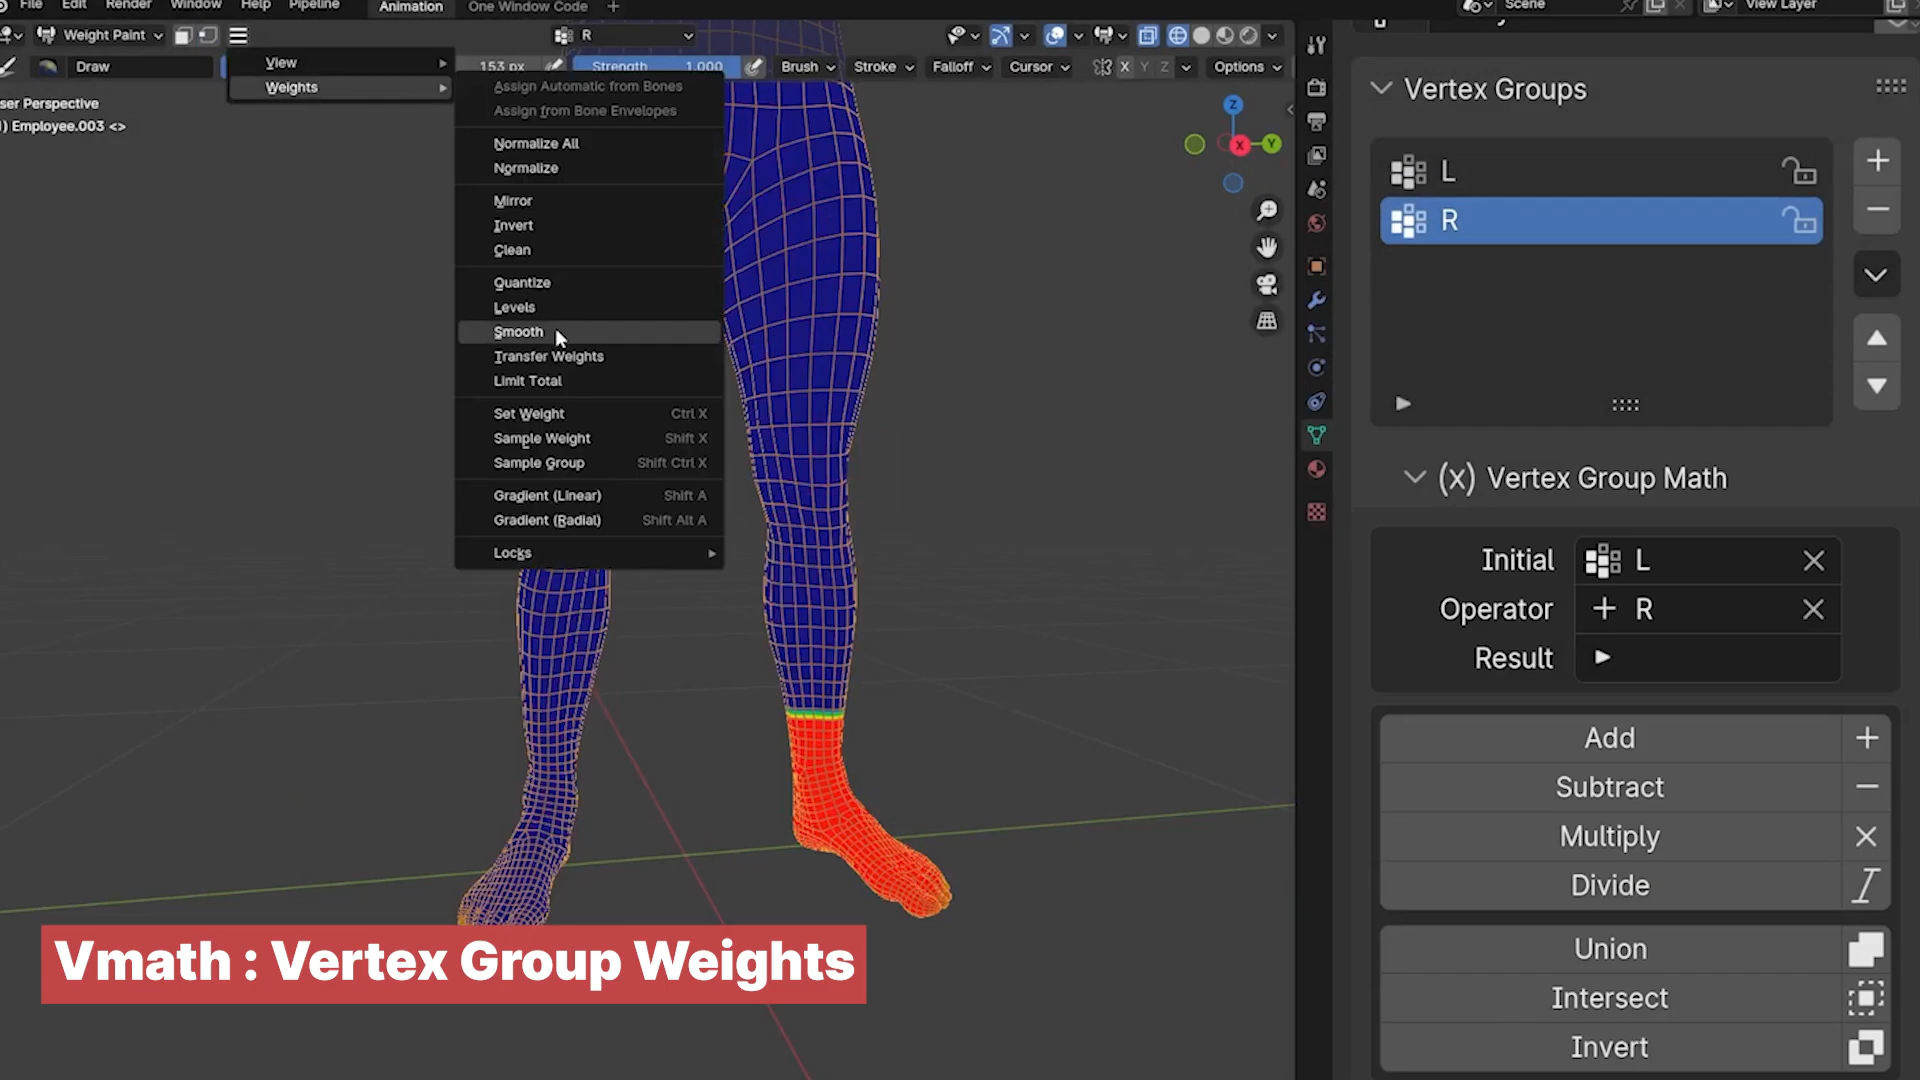 File Edit Render Window Help Pipeline Animation One Window Code + Scene View Layer
Weight Paint R
Draw 153 px Strength 1.000 Brush Stroke Falloff Cursor X Y Z Options
View
Weights
ser Perspective
) Employee.003 <>
Assign Automatic from Bones
Assign from Bone Envelopes
Normalize All
Normalize
Mirror
Invert
Clean
Quantize
Levels
Smooth
Transfer Weights
Limit Total
Set Weight Ctrl X
Sample Weight Shift X
Sample Group Shift Ctrl X
Gradient (Linear) Shift A
Gradient (Radial) Shift Alt A
Locks
Z
X
Y
Vertex Groups
L
R
(x) Vertex Group Math
Initial L
Operator + R
Result
Add
Subtract
Multiply
Divide
Union
Intersect
Invert
Vmath : Vertex Group Weights